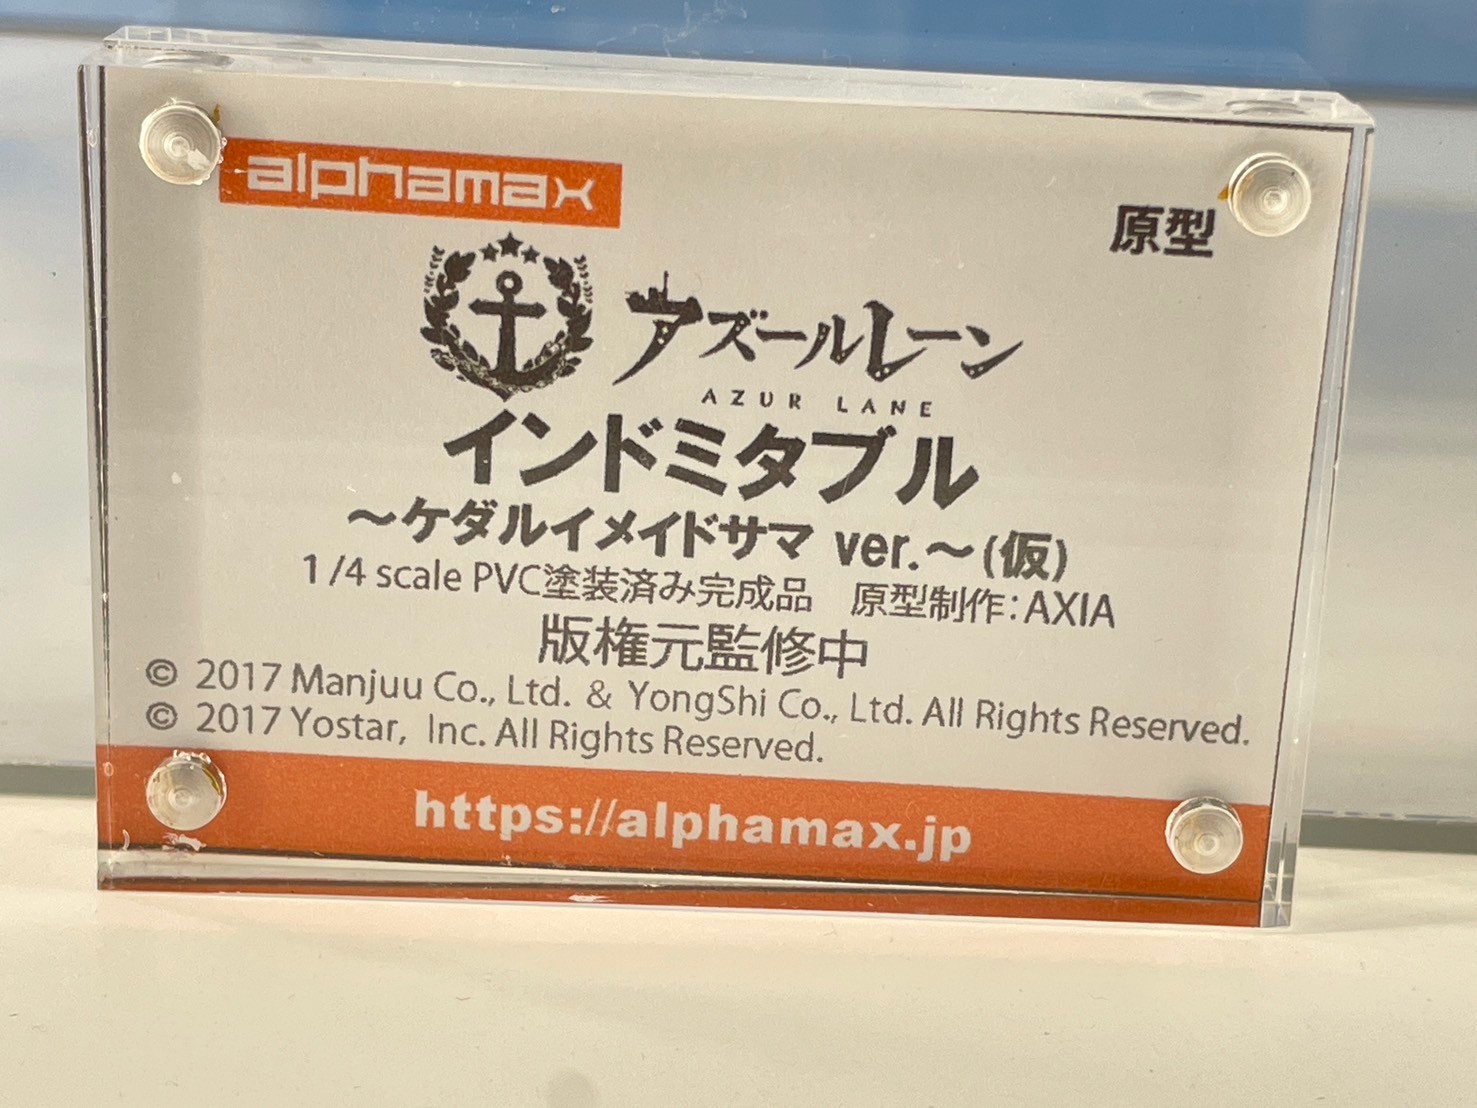 alphamax
原型
アズールレーン
AZUR LANE
インドミタブル
～ケダルイメイドサマ ver.～(仮)
1/4 scale PVC塗装済み完成品　原型制作：AXIA
版権元監修中
© 2017 Manjuu Co., Ltd. & YongShi Co., Ltd. All Rights Reserved.
© 2017 Yostar, Inc. All Rights Reserved.
https://alphamax.jp